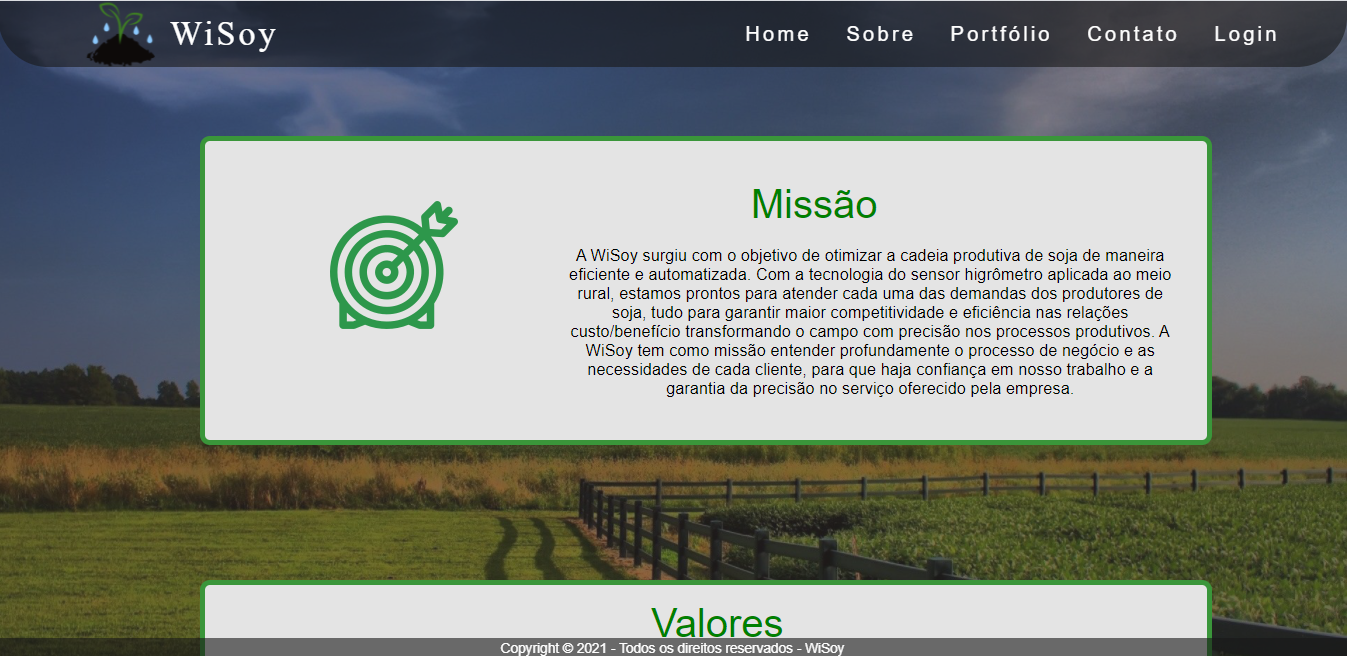 WiSoy
Home Sobre Portfólio Contato Login
Missão
A WiSoy surgiu com o objetivo de otimizar a cadeia produtiva de soja de maneira
eficiente e automatizada. Com a tecnologia do sensor higrômetro aplicada ao meio
rural, estamos prontos para atender cada uma das demandas dos produtores de
soja, tudo para garantir maior competitividade e eficiência nas relações
custo/benefício transformando o campo com precisão nos processos produtivos. A
WiSoy tem como missão entender profundamente o processo de negócio e as
necessidades de cada cliente, para que haja confiança em nosso trabalho e a
garantia da precisão no serviço oferecido pela empresa.
Valores
Copyright © 2021 - Todos os direitos reservados - WiSoy